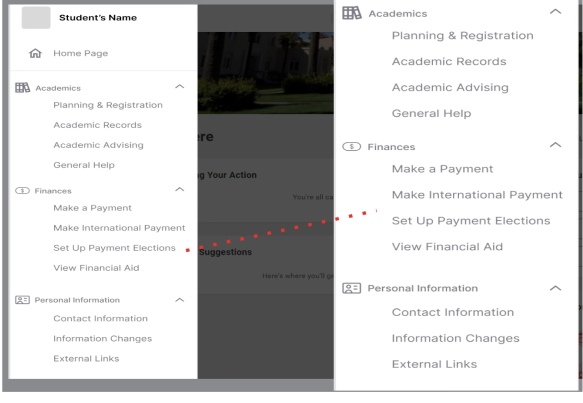 Student's Name
Home Page
Academics
Planning & Registration
Academic Records
Academic Advising
General Help
Finances
Make a Payment
Make International Payment
Set Up Payment Elections
View Financial Aid
Personal Information
Contact Information
Information Changes
External Links
ere
g Your Action
You're all ca
Suggestions
Here's where you'll ge
Academics
Planning & Registration
Academic Records
Academic Advising
General Help
$ Finances
Make a Payment
Make International Payment
Set Up Payment Elections
View Financial Aid
Personal Information
Contact Information
Information Changes
External Links